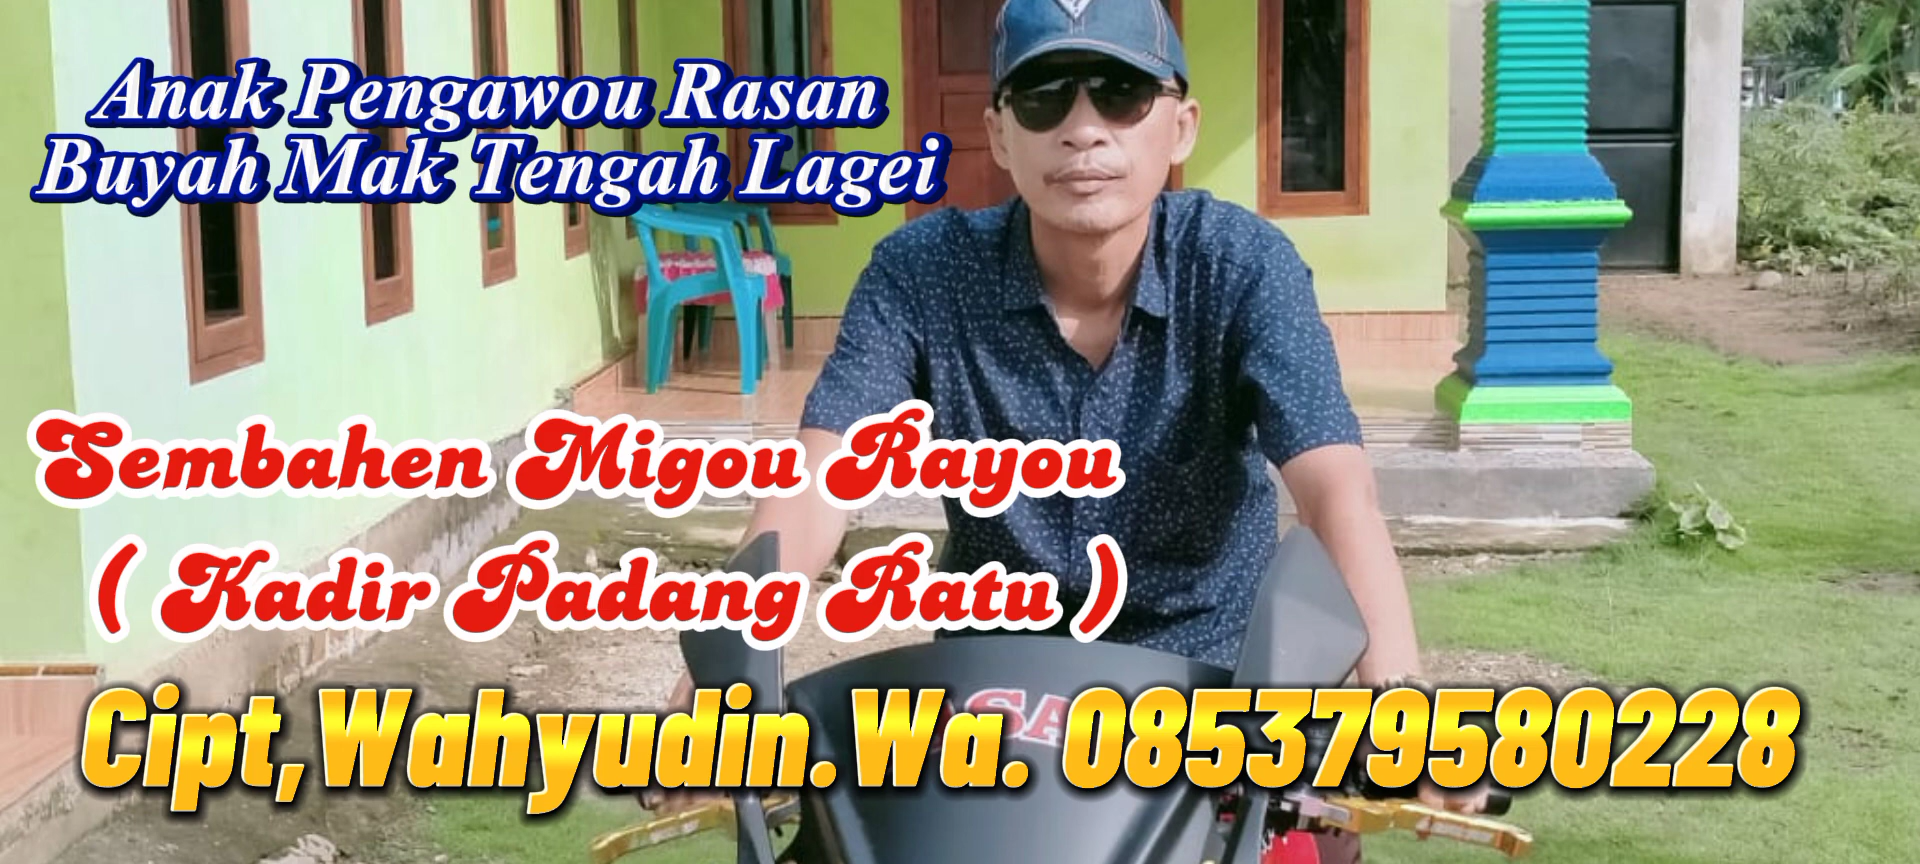 Anak Pengawou Rasan
Buyah Mak Tengah Lagei
Sembahen Migou Rayou
( Kadir Padang Ratu )
Cipt,Wahyudin.Wa. 085379580228